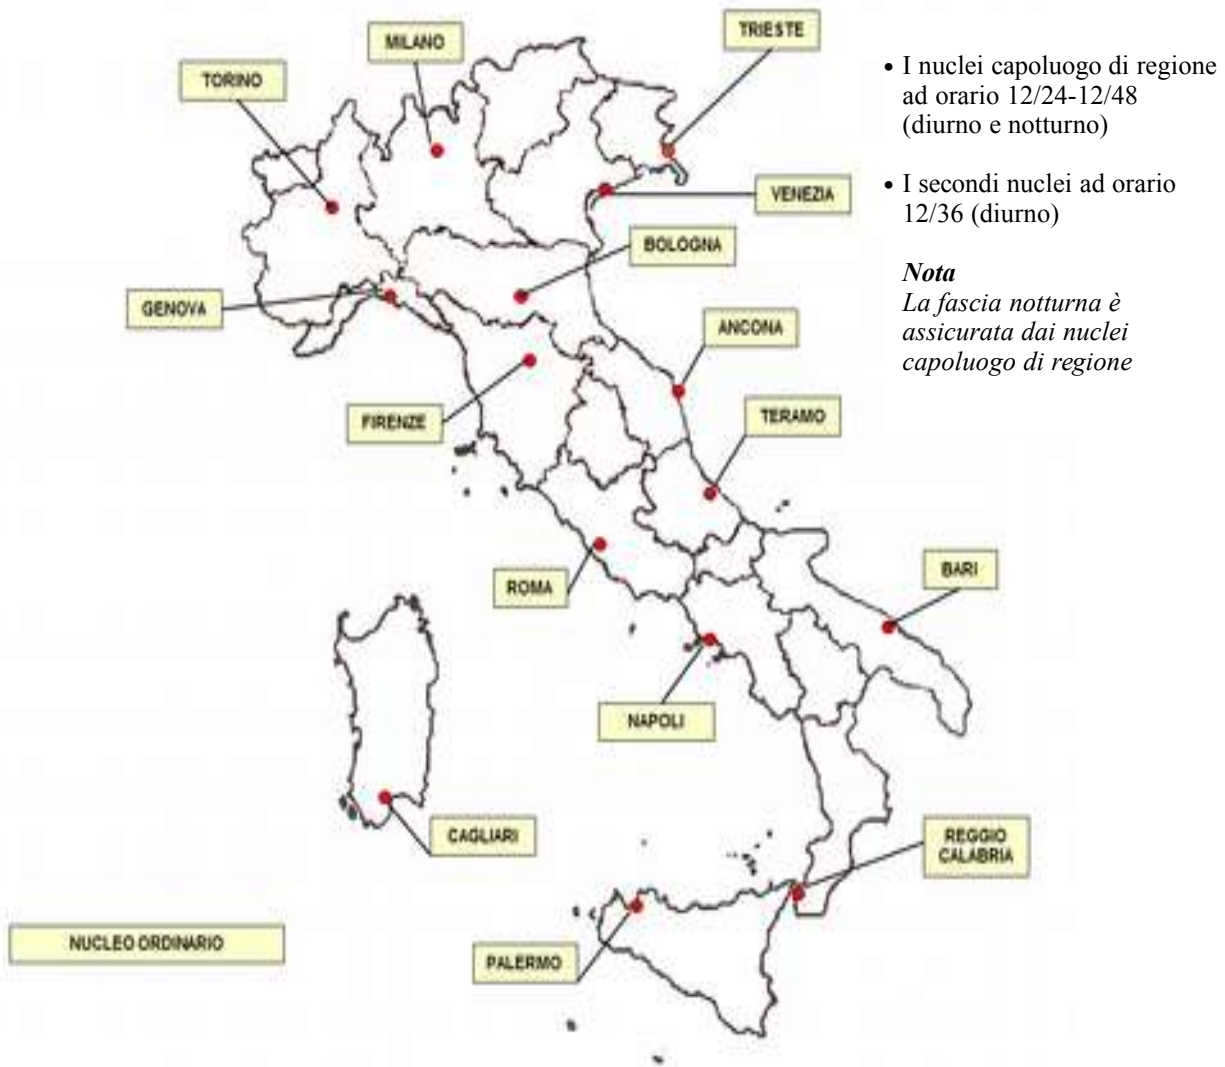 TRIESTE
MILANO
TORINO
VENEZIA
BOLOGNA
GENOVA
ANCONA
FIRENZE
TERAMO
BARI
ROMA
NAPOLI
CAGLIARI
REGGIO
CALABRIA
PALERMO
NUCLEO ORDINARIO
• I nuclei capoluogo di regione
ad orario 12/24-12/48
(diurno e notturno)
• I secondi nuclei ad orario
12/36 (diurno)
Nota
La fascia notturna è
assicurata dai nuclei
capoluogo di regione